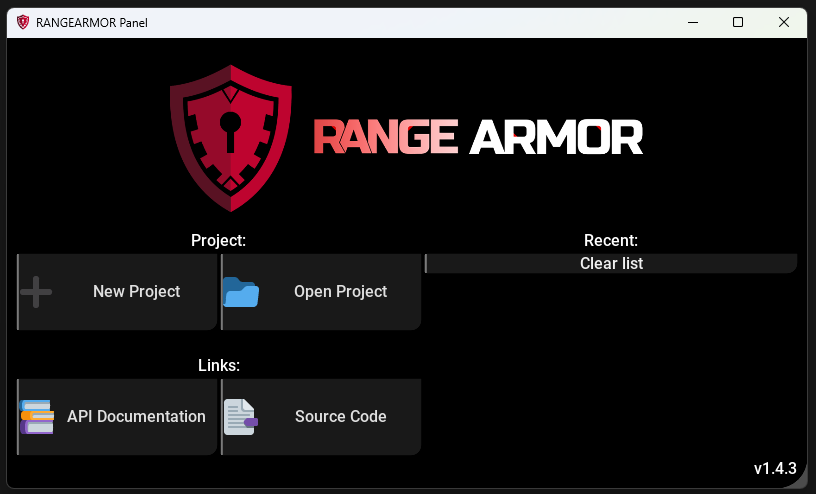 RANGEARMOR Panel
RANGE ARMOR
Project:
New Project
Open Project
Recent:
Clear list
Links:
API Documentation
Source Code
v1.4.3